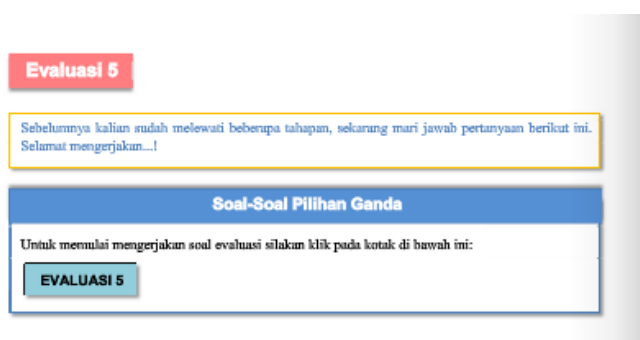 Evaluasi 5
Sebelumnya kalian sudah melewati beberapa tahapan, sekarang mari jawab pertanyaan berikut ini.
Selamat mengerjakan...!
Soal-Soal Pilihan Ganda
Untuk memulai mengerjakan soal evaluasi silakan klik pada kotak di bawah ini:
EVALUASI 5